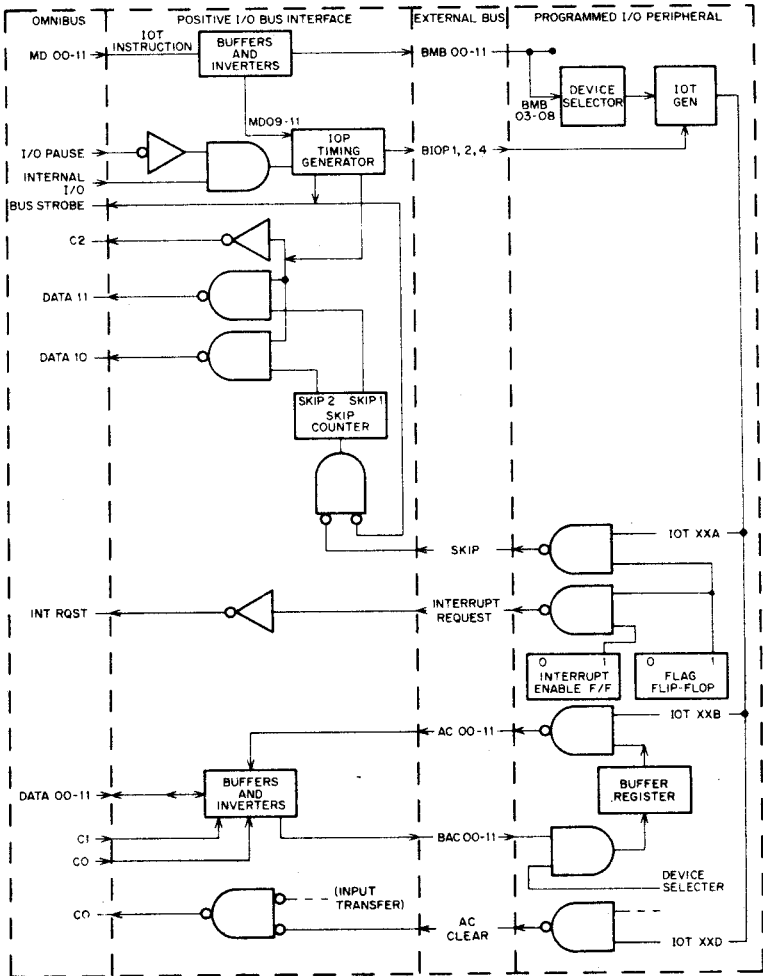 OMNIBUS
POSITIVE I/O BUS INTERFACE
EXTERNAL BUS
PROGRAMMED I/O PERIPHERAL
MD 00-11
IOT
INSTRUCTION
BUFFERS
AND
INVERTERS
BMB 00-11
BMB
03-08
DEVICE
SELECTOR
IOT
GEN
MD09-11
I/O PAUSE
INTERNAL
I/O
IOP
TIMING
GENERATOR
BIOP 1, 2, 4
BUS STROBE
C2
DATA 11
DATA 10
SKIP 2 SKIP 1
SKIP
COUNTER
SKIP
IOT XXA
INT RQST
INTERRUPT
REQUEST
0 1
INTERRUPT
ENABLE F/F
0 1
FLAG
FLIP-FLOP
AC 00-11
IOT XXB
DATA 00-11
BUFFERS
AND
INVERTERS
BUFFER
REGISTER
C1
C0
BAC 00-11
DEVICE
SELECTER
C0
(INPUT
TRANSFER)
AC
CLEAR
IOT XXD